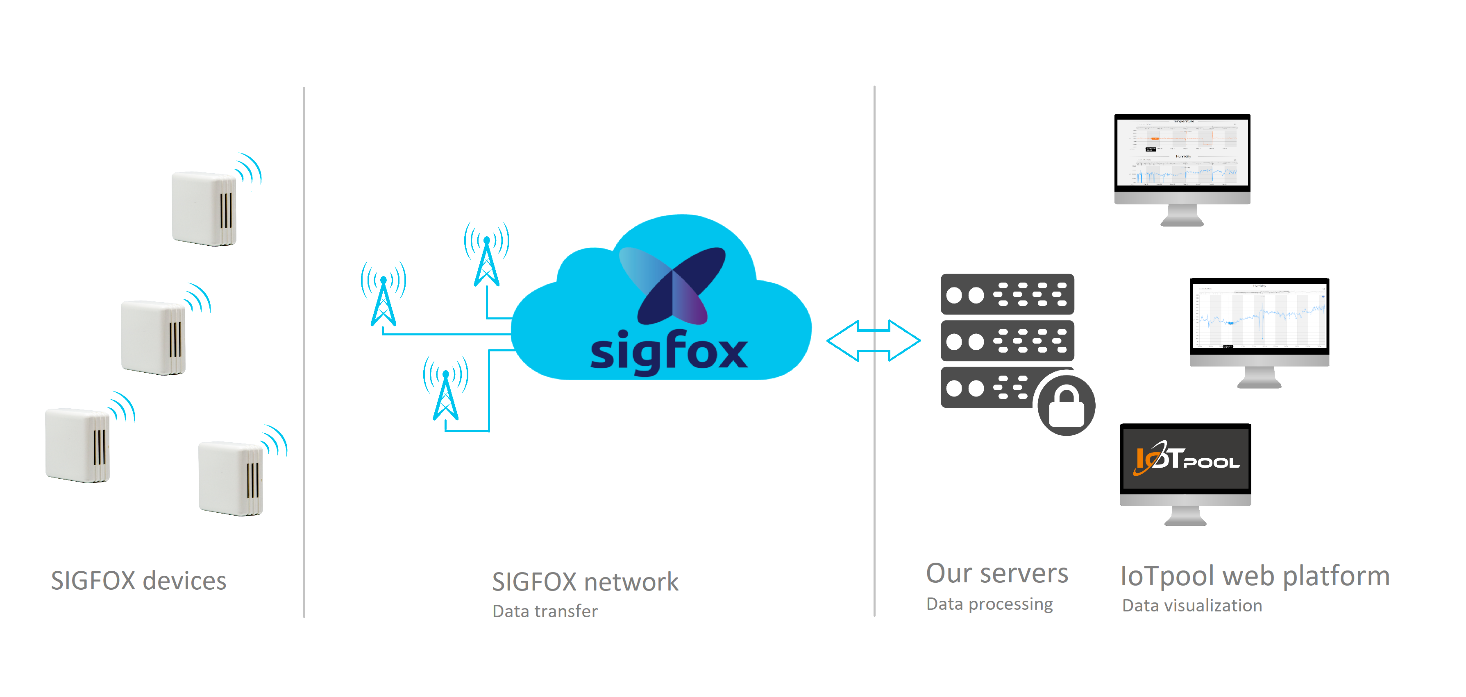 sigfox
IoTPOOL
SIGFOX devices
SIGFOX network
Data transfer
Our servers
Data processing
IoTpool web platform
Data visualization